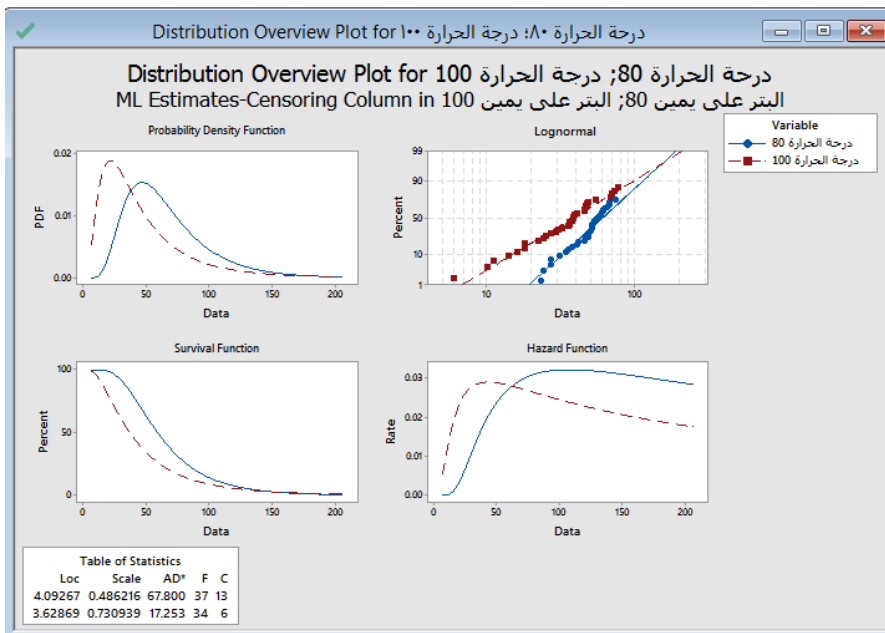 Distribution Overview Plot for درحة الحرارة ٨٠؛ درجة الحرارة ١٠٠
Distribution Overview Plot for درحة الحرارة 80; درجة الحرارة 100
ML Estimates-Censoring Column in البتر على يمين 80; البتر على يمين 100
Probability Density Function
0.02
0.01
0.00
PDF
0 50 100 150 200
Data
Lognormal
99
90
50
10
1
Percent
10 100
Data
Variable
درحة الحرارة 80
درجة الحرارة 100
Survival Function
100
50
0
Percent
0 50 100 150 200
Data
Hazard Function
0.03
0.02
0.01
0.00
Rate
0 50 100 150 200
Data
Table of Statistics
Loc Scale AD* F C
4.09267 0.486216 67.800 37 13
3.62869 0.730939 17.253 34 6